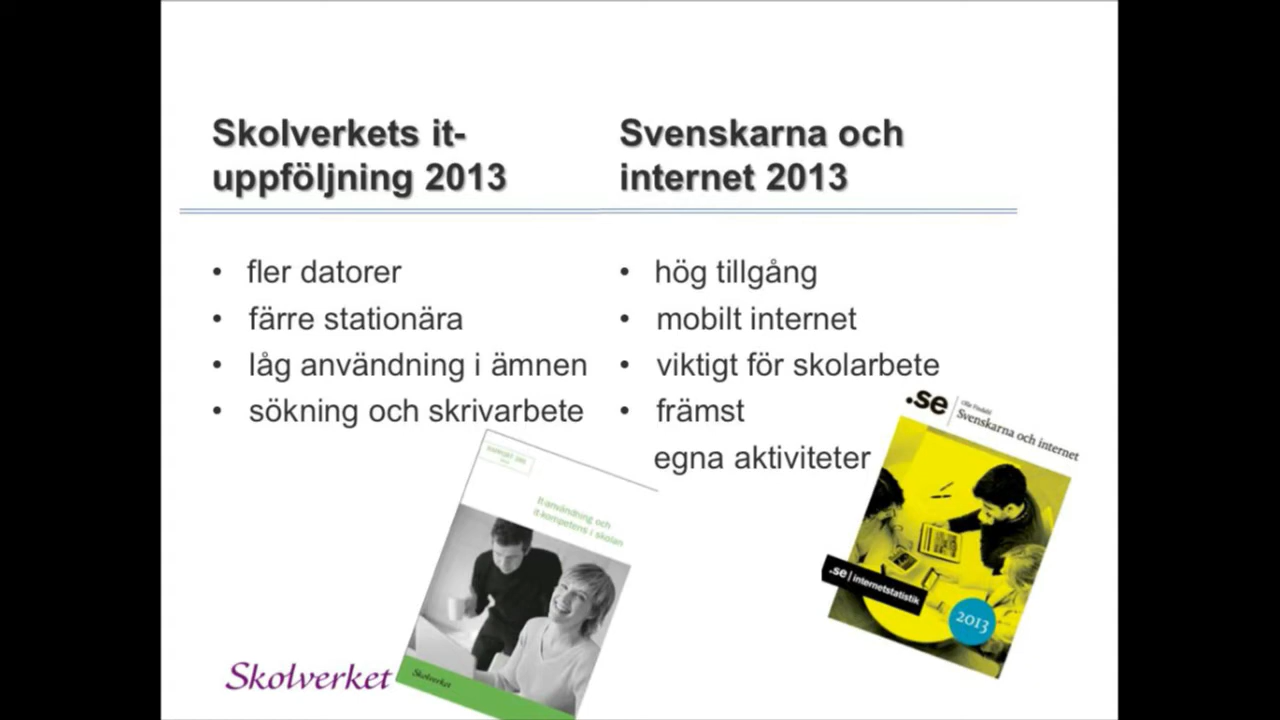 Skolverkets it-
uppföljning 2013
• fler datorer
• färre stationära
• låg användning i ämnen
• sökning och skrivarbete
Svenskarna och
internet 2013
• hög tillgång
• mobilt internet
• viktigt för skolarbete
• främst
egna aktiviteter
It-användning och
it-kompetens i skolan
Skolverket
Skolverket
.se
Svenskarna och internet
.se | internetstatistik
2013